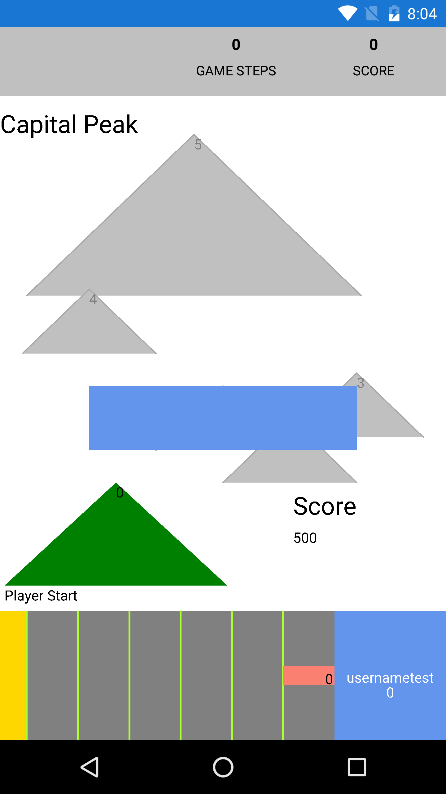 8:04
0 0
GAME STEPS SCORE
Capital Peak
5
4
3
0
Score
500
Player Start
0
usernametest
0